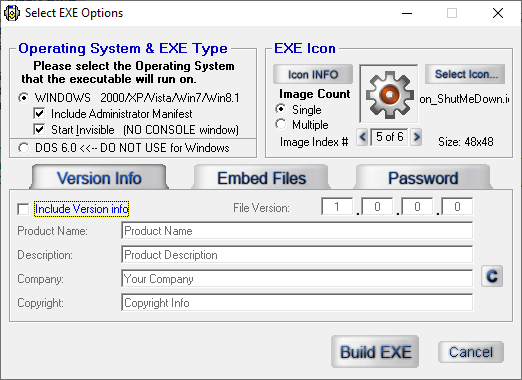 Select EXE Options
Operating System & EXE Type
Please select the Operating System
that the executable will run on.
WINDOWS 2000/XP/Vista/Win7/Win8.1
Include Administrator Manifest
Start Invisible (NO CONSOLE window)
DOS 6.0 <<-- DO NOT USE for Windows
EXE Icon
Icon INFO
Select Icon...
Image Count
Single
Multiple
on_ShutMeDown.i
Image Index #
< 5 of 6 >
Size: 48x48
Version Info
Embed Files
Password
Include Version info
File Version: 1 . 0 . 0 . 0
Product Name: Product Name
Description: Product Description
Company: Your Company
C
Copyright: Copyright Info
Build EXE
Cancel